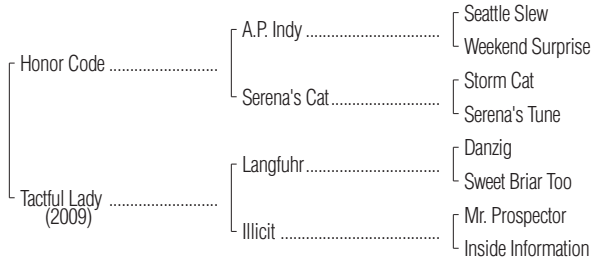 Seattle Slew
A.P. Indy ..............................
Weekend Surprise
Honor Code ........................
Storm Cat
Serena's Cat........................
Serena's Tune
Danzig
Langfuhr..............................
Sweet Briar Too
Tactful Lady ........................
(2009)
Mr. Prospector
Illicit ....................................
Inside Information